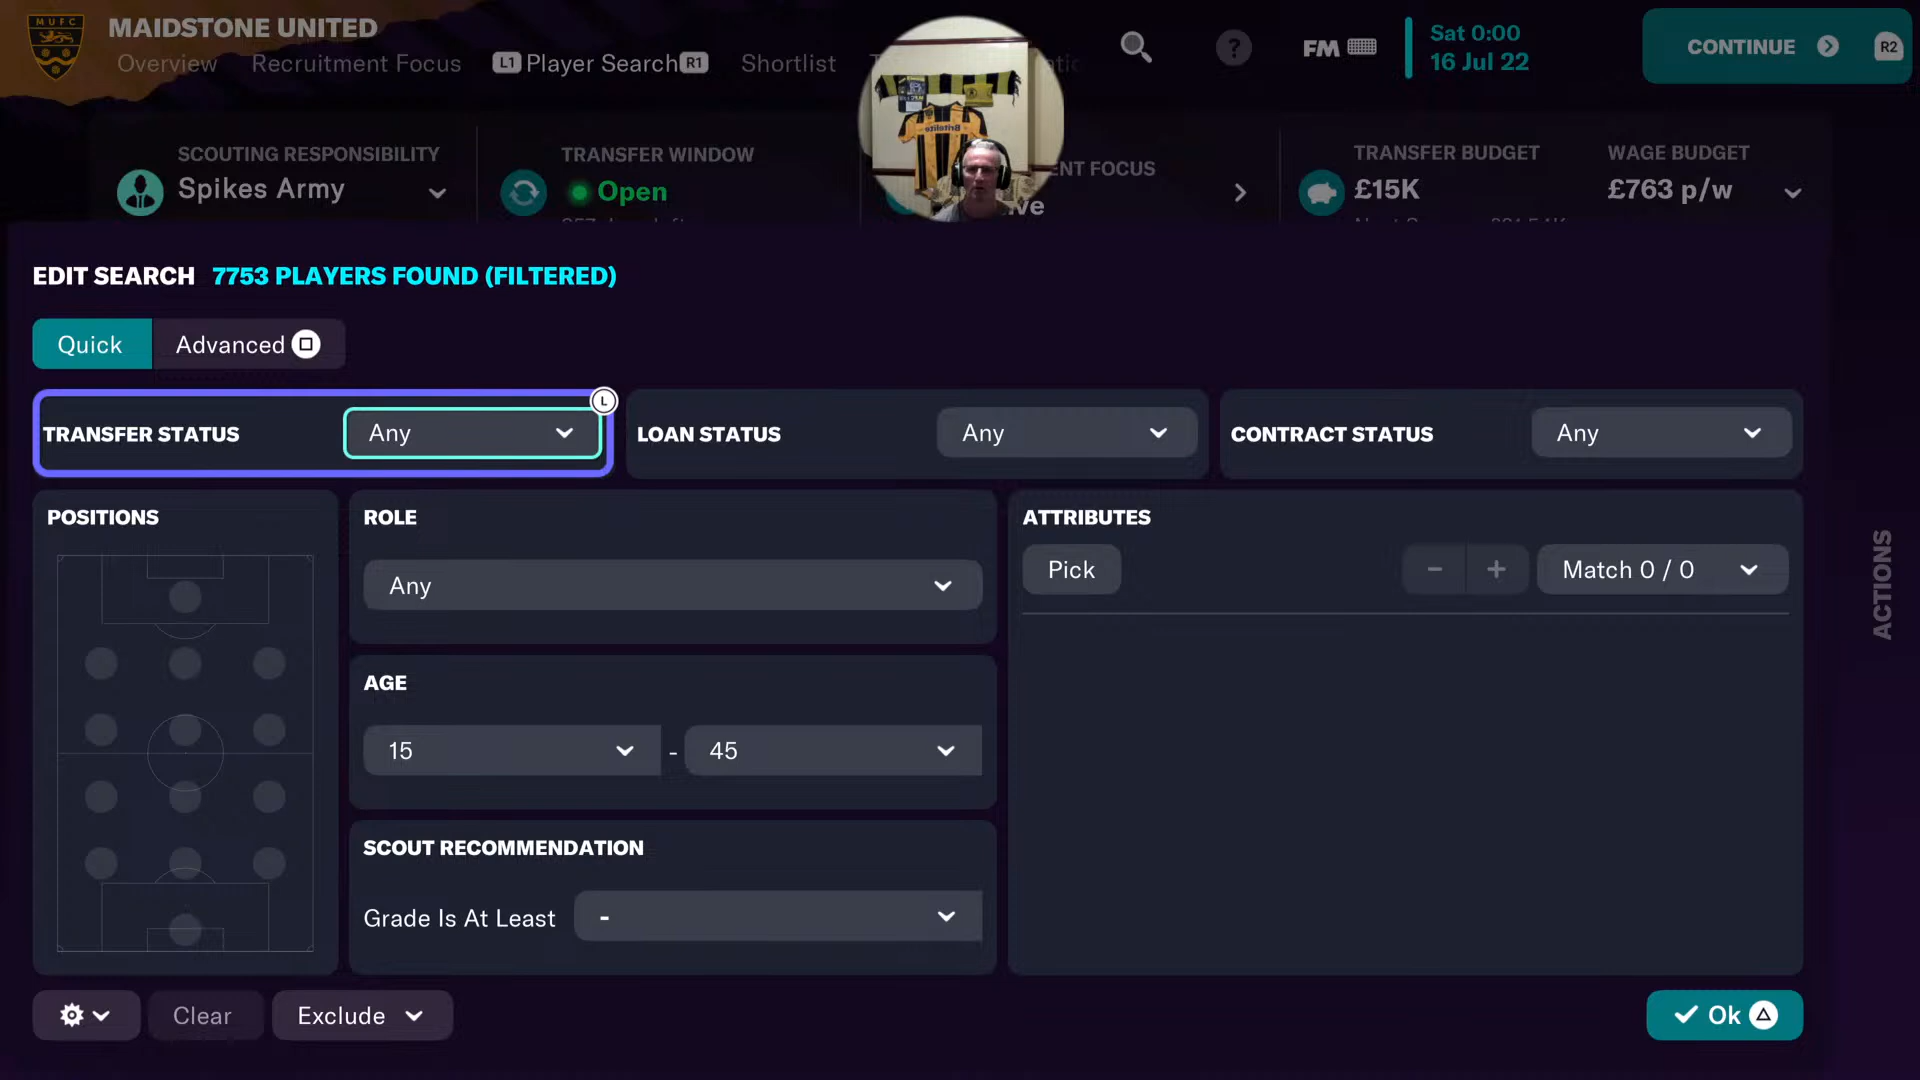 MUFC
MAIDSTONE UNITED
Overview
Recruitment Focus
L1 Player Search R1
Shortlist
?
FM
Sat 0:00
16 Jul 22
CONTINUE
R2
SCOUTING RESPONSIBILITY
Spikes Army
TRANSFER WINDOW
Open
ENT FOCUS
TRANSFER BUDGET
£15K
WAGE BUDGET
£763 p/w
EDIT SEARCH 7753 PLAYERS FOUND (FILTERED)
Quick
Advanced
L
TRANSFER STATUS
Any
LOAN STATUS
Any
CONTRACT STATUS
Any
POSITIONS
ROLE
Any
ATTRIBUTES
Pick
- +
Match 0 / 0
AGE
15 - 45
SCOUT RECOMMENDATION
Grade Is At Least -
ACTIONS
Clear
Exclude
Ok